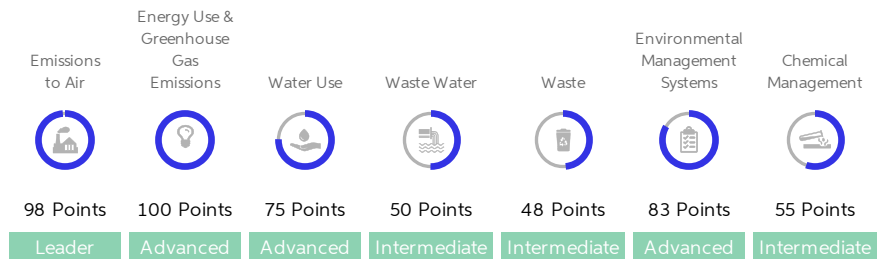 Emissions
to Air
Energy Use &
Greenhouse
Gas
Emissions
Water Use
Waste Water
Waste
Environmental
Management
Systems
Chemical
Management
98 Points
100 Points
75 Points
50 Points
48 Points
83 Points
55 Points
Leader
Advanced
Advanced
Intermediate
Intermediate
Advanced
Intermediate